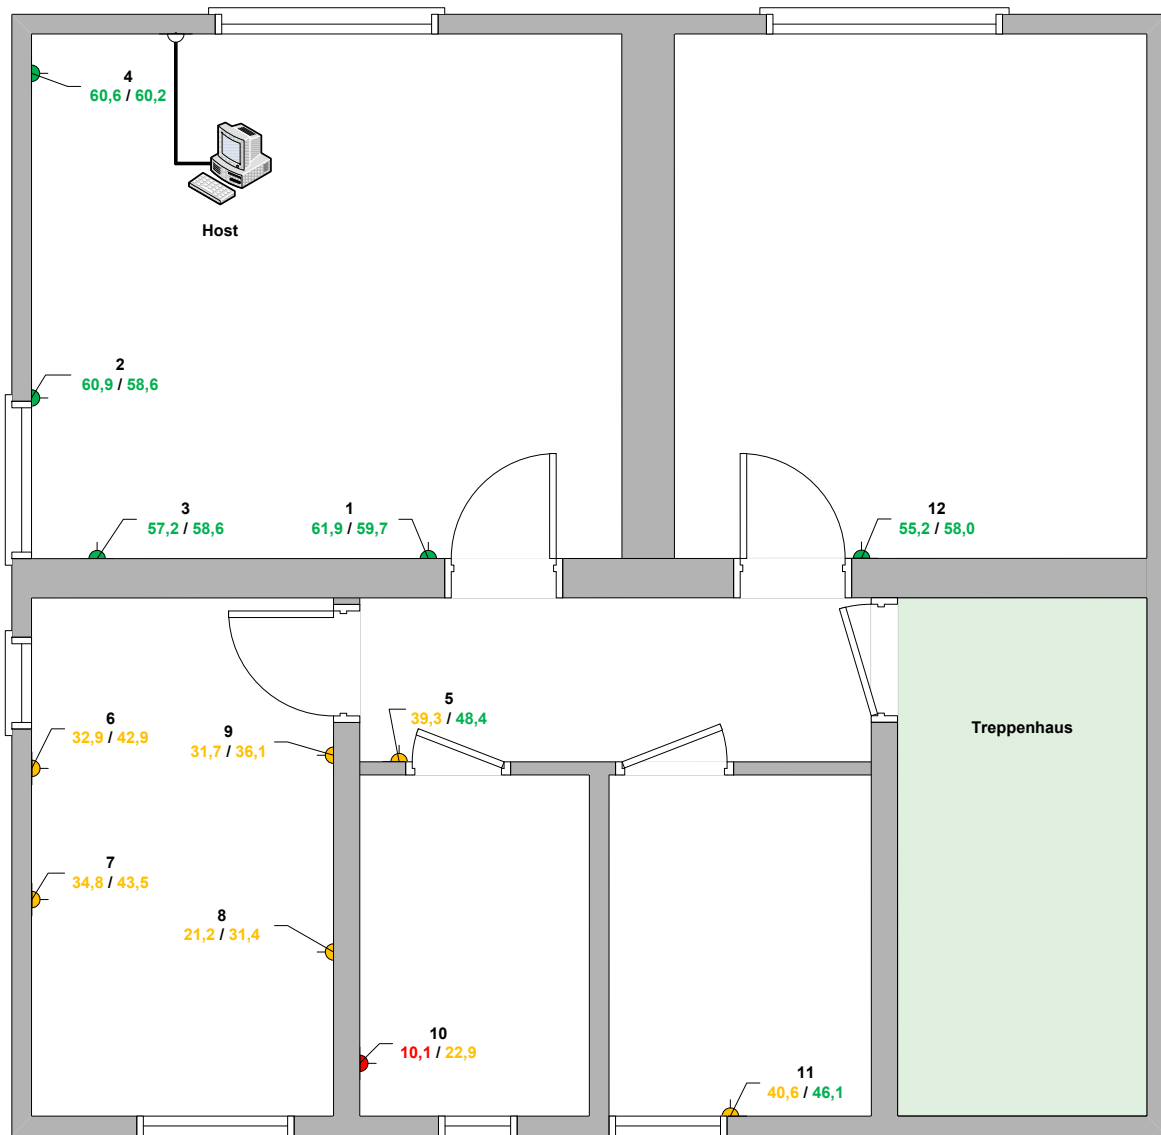 4
60,6 / 60,2
Host
2
60,9 / 58,6
3
57,2 / 58,6
1
61,9 / 59,7
12
55,2 / 58,0
5
39,3 / 48,4
6
32,9 / 42,9
9
31,7 / 36,1
Treppenhaus
7
34,8 / 43,5
8
21,2 / 31,4
10
10,1 / 22,9
11
40,6 / 46,1